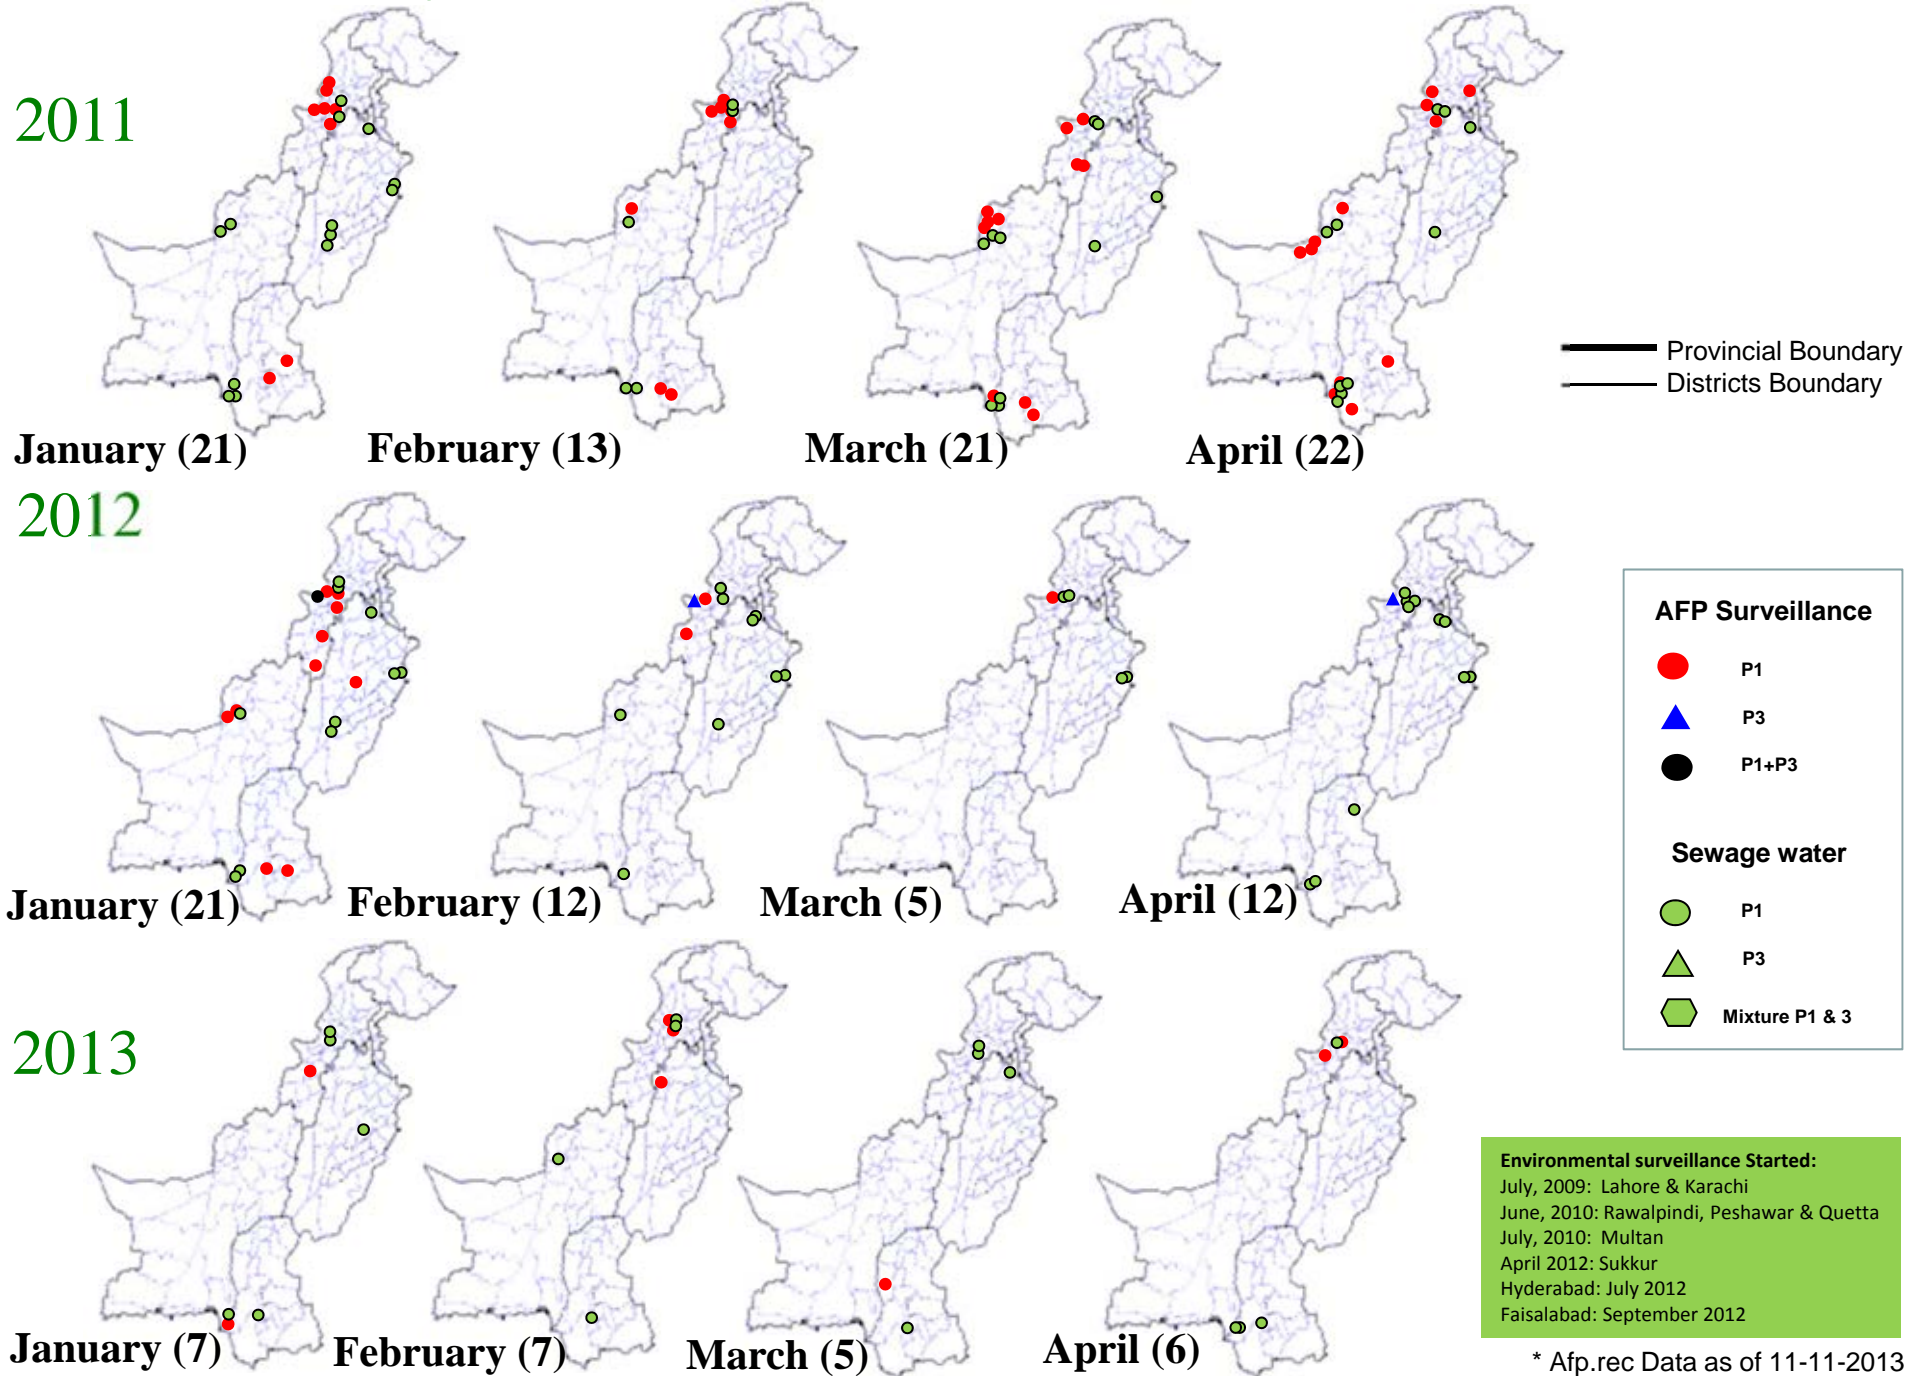 2011
January (21)
February (13)
March (21)
April (22)
Provincial Boundary
Districts Boundary
2012
January (21)
February (12)
March (5)
April (12)
AFP Surveillance
P1
P3
P1+P3
Sewage water
P1
P3
Mixture P1 & 3
2013
January (7)
February (7)
March (5)
April (6)
Environmental surveillance Started:
July, 2009: Lahore & Karachi
June, 2010: Rawalpindi, Peshawar & Quetta
July, 2010: Multan
April 2012: Sukkur
Hyderabad: July 2012
Faisalabad: September 2012
* Afp.rec Data as of 11-11-2013